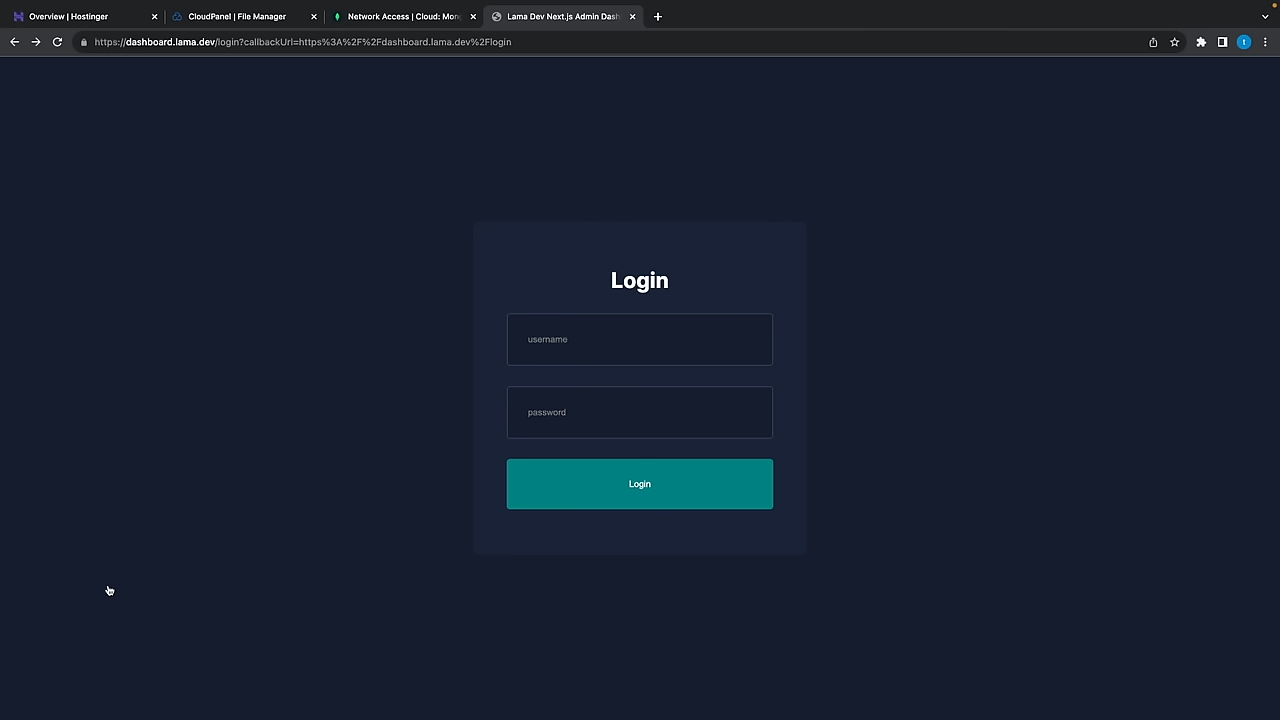 Overview | Hostinger
CloudPanel | File Manager
Network Access | Cloud: Mon
Lama Dev Next.js Admin Dash
https://dashboard.lama.dev/login?callbackUrl=https%3A%2F%2Fdashboard.lama.dev%2Flogin
t
Login
username
password
Login